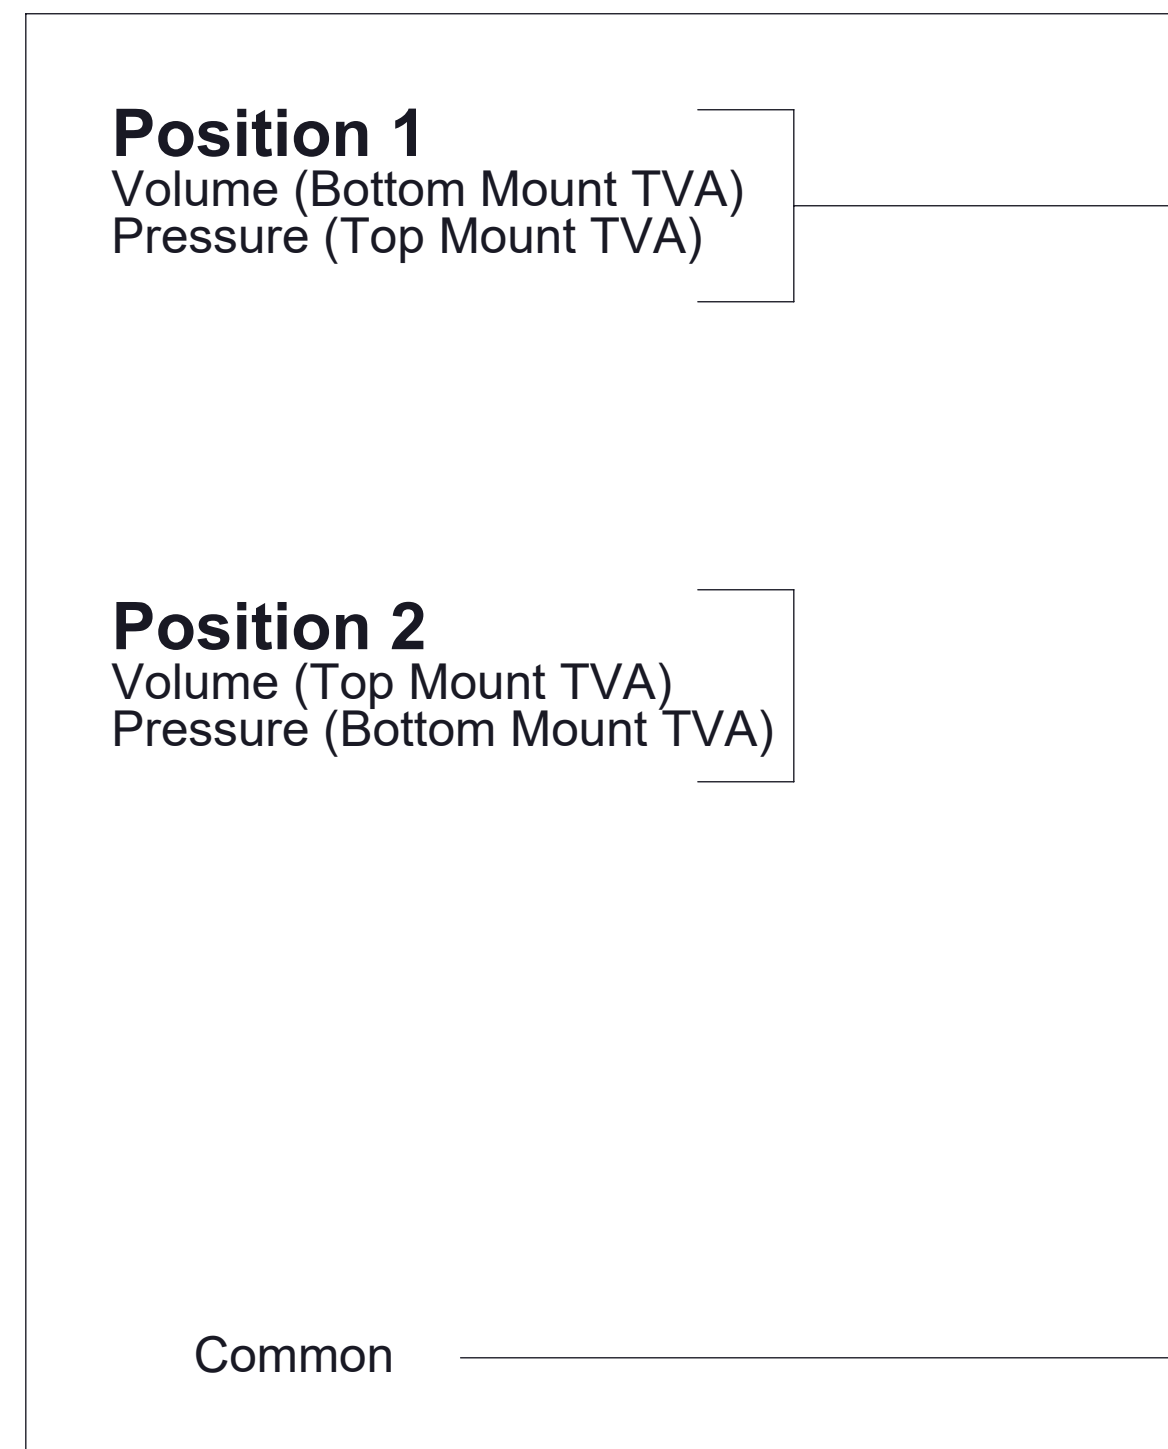 Position 1
Volume (Bottom Mount TVA)
Pressure (Top Mount TVA)
Position 2
Volume (Top Mount TVA)
Pressure (Bottom Mount TVA)
Common